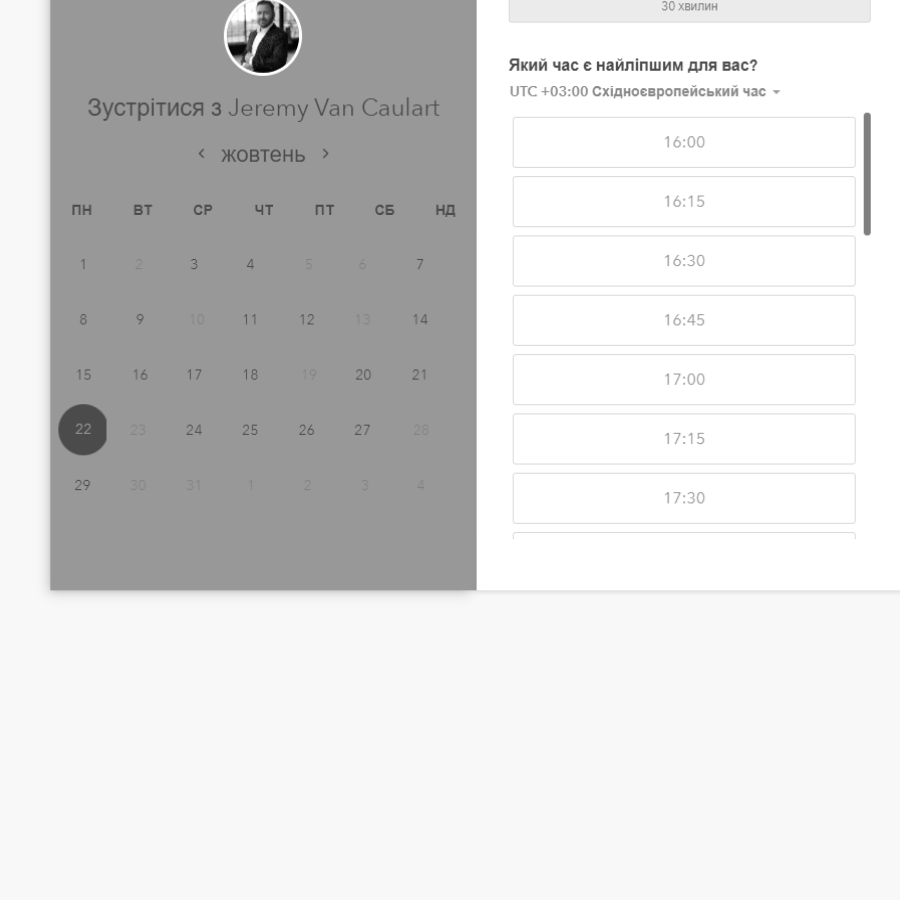 Зустрітися з Jeremy Van Caulart
жовтень
ПН ВТ СР ЧТ ПТ СБ НД
1 2 3 4 5 6 7
8 9 10 11 12 13 14
15 16 17 18 19 20 21
22 23 24 25 26 27 28
29 30 31 1 2 3 4
30 хвилин
Який час є найліпшим для вас?
UTC +03:00 Східноєвропейський час
16:00
16:15
16:30
16:45
17:00
17:15
17:30